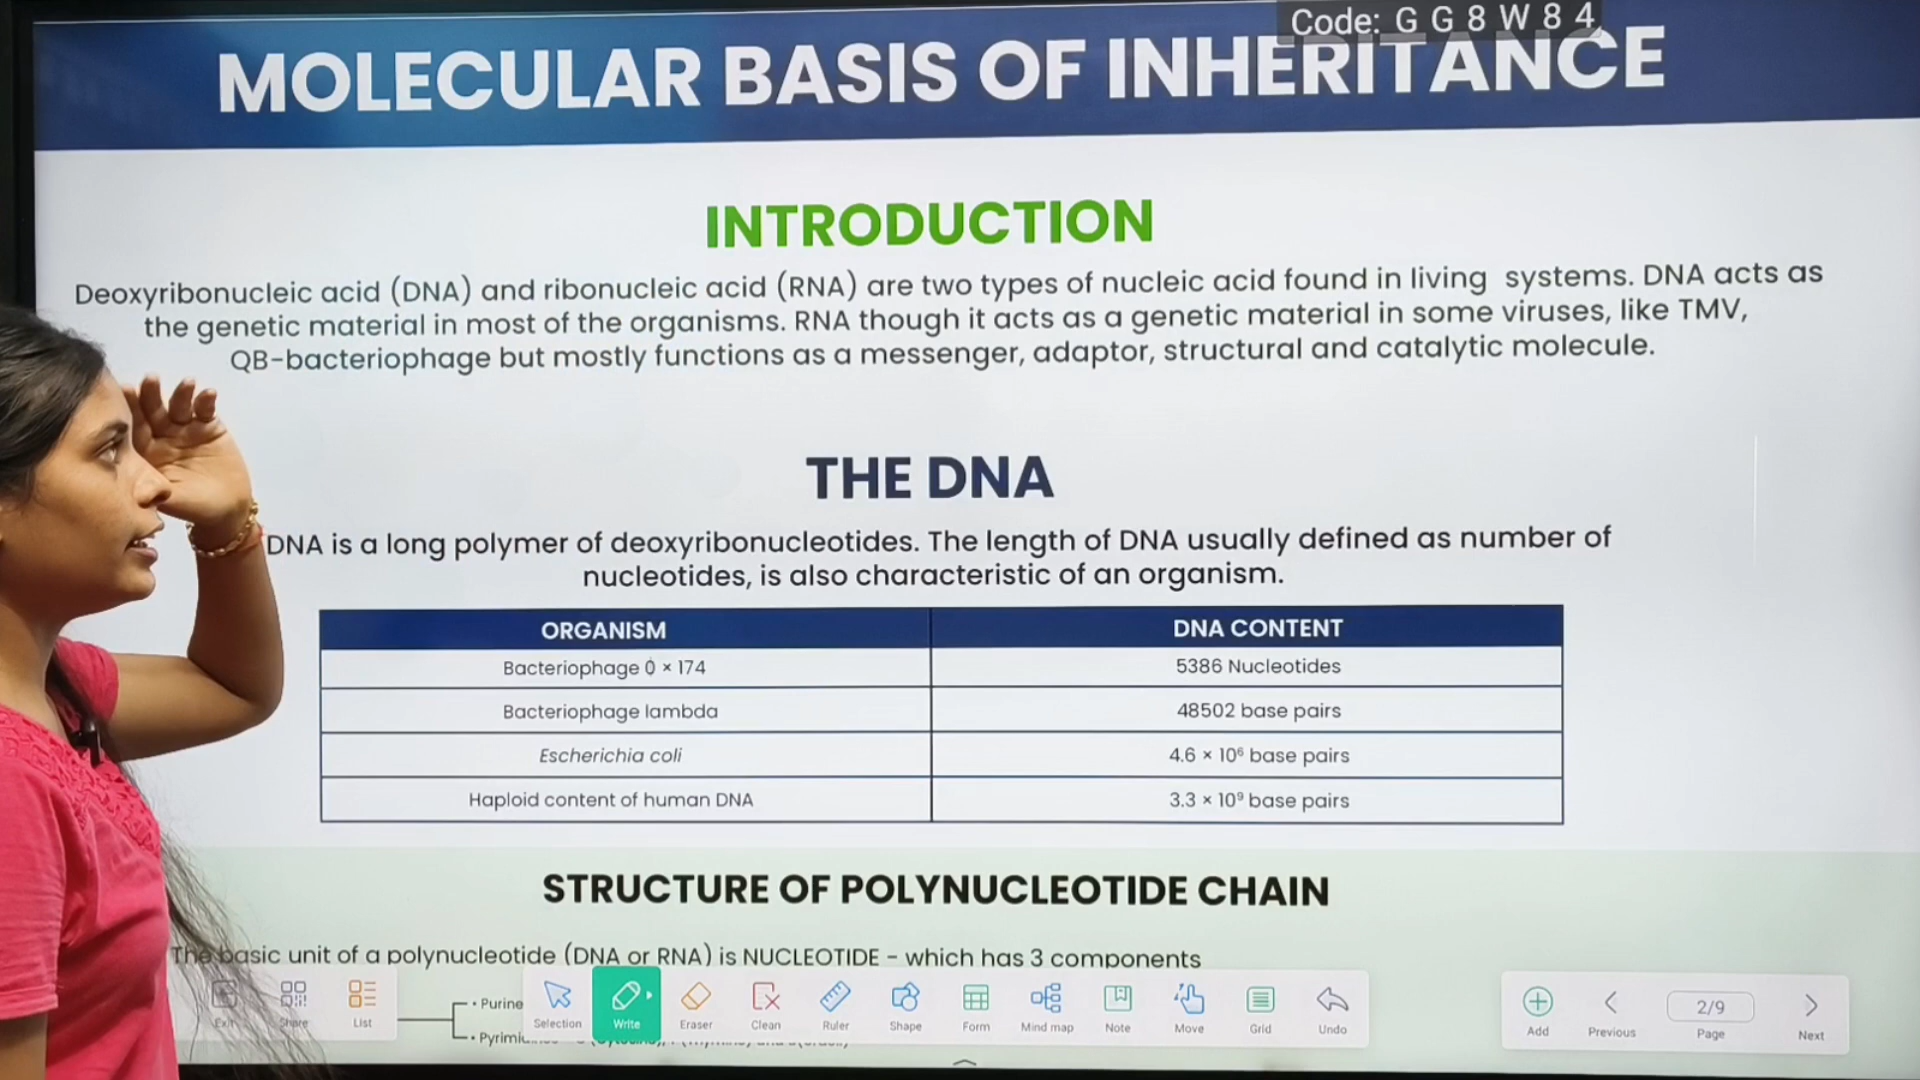 Code: G G 8 W 8 4
MOLECULAR BASIS OF INHERITANCE
INTRODUCTION
Deoxyribonucleic acid (DNA) and ribonucleic acid (RNA) are two types of nucleic acid found in living systems. DNA acts as
the genetic material in most of the organisms. RNA though it acts as a genetic material in some viruses, like TMV,
QB-bacteriophage but mostly functions as a messenger, adaptor, structural and catalytic molecule.
THE DNA
DNA is a long polymer of deoxyribonucleotides. The length of DNA usually defined as number of
nucleotides, is also characteristic of an organism.
ORGANISM DNA CONTENT
Bacteriophage 0̇ × 174 5386 Nucleotides
Bacteriophage lambda 48502 base pairs
Escherichia coli 4.6 × 10⁶ base pairs
Haploid content of human DNA 3.3 × 10⁹ base pairs
STRUCTURE OF POLYNUCLEOTIDE CHAIN
The basic unit of a polynucleotide (DNA or RNA) is NUCLEOTIDE - which has 3 components
• Purine
• Pyrimi
Exit Share List Selection Write Eraser Clean Ruler Shape Form Mind map Note Move Grid Undo Add Previous 2/9 Page Next